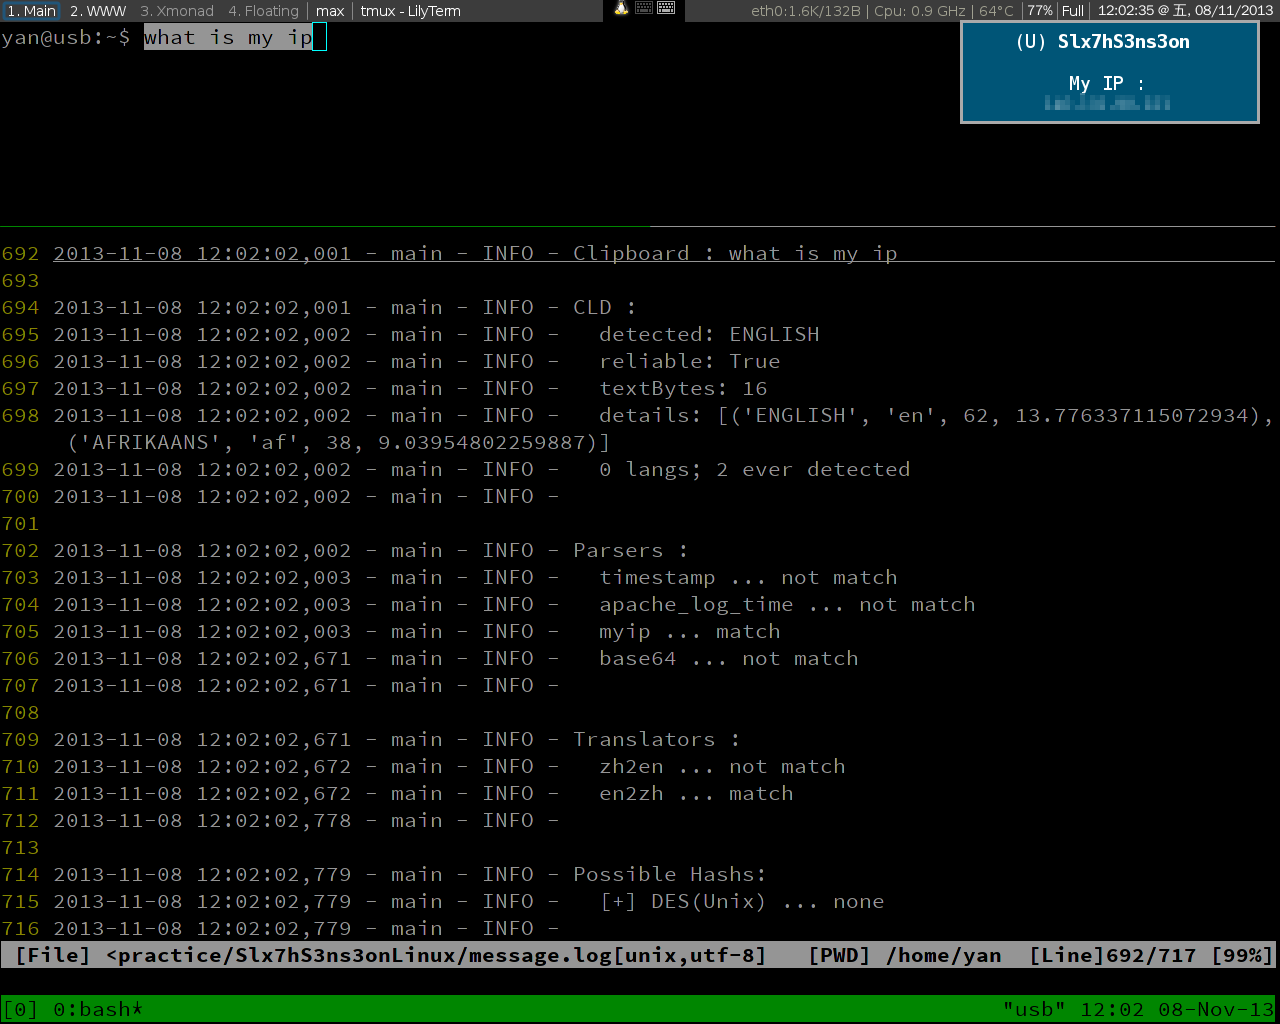 1. Main 2. WWW 3. Xmonad 4. Floating | max | tmux - LilyTerm eth0:1.6K/132B | Cpu: 0.9 GHz | 64°C | 77% | Full | 12:02:35 @ 五, 08/11/2013
yan@usb:~$ what is my ip
(U) Slx7hS3ns3on
My IP :
692 2013-11-08 12:02:02,001 - main - INFO - Clipboard : what is my ip
693
694 2013-11-08 12:02:02,001 - main - INFO - CLD :
695 2013-11-08 12:02:02,002 - main - INFO -   detected: ENGLISH
696 2013-11-08 12:02:02,002 - main - INFO -   reliable: True
697 2013-11-08 12:02:02,002 - main - INFO -   textBytes: 16
698 2013-11-08 12:02:02,002 - main - INFO -   details: [('ENGLISH', 'en', 62, 13.776337115072934),
('AFRIKAANS', 'af', 38, 9.03954802259887)]
699 2013-11-08 12:02:02,002 - main - INFO -   0 langs; 2 ever detected
700 2013-11-08 12:02:02,002 - main - INFO -
701
702 2013-11-08 12:02:02,002 - main - INFO - Parsers :
703 2013-11-08 12:02:02,003 - main - INFO -   timestamp ... not match
704 2013-11-08 12:02:02,003 - main - INFO -   apache_log_time ... not match
705 2013-11-08 12:02:02,003 - main - INFO -   myip ... match
706 2013-11-08 12:02:02,671 - main - INFO -   base64 ... not match
707 2013-11-08 12:02:02,671 - main - INFO -
708
709 2013-11-08 12:02:02,671 - main - INFO - Translators :
710 2013-11-08 12:02:02,672 - main - INFO -   zh2en ... not match
711 2013-11-08 12:02:02,672 - main - INFO -   en2zh ... match
712 2013-11-08 12:02:02,778 - main - INFO -
713
714 2013-11-08 12:02:02,779 - main - INFO - Possible Hashs:
715 2013-11-08 12:02:02,779 - main - INFO -   [+] DES(Unix) ... none
716 2013-11-08 12:02:02,779 - main - INFO -
[File] <practice/Slx7hS3ns3onLinux/message.log[unix,utf-8]   [PWD] /home/yan  [Line]692/717 [99%]
[0] 0:bash* "usb" 12:02 08-Nov-13